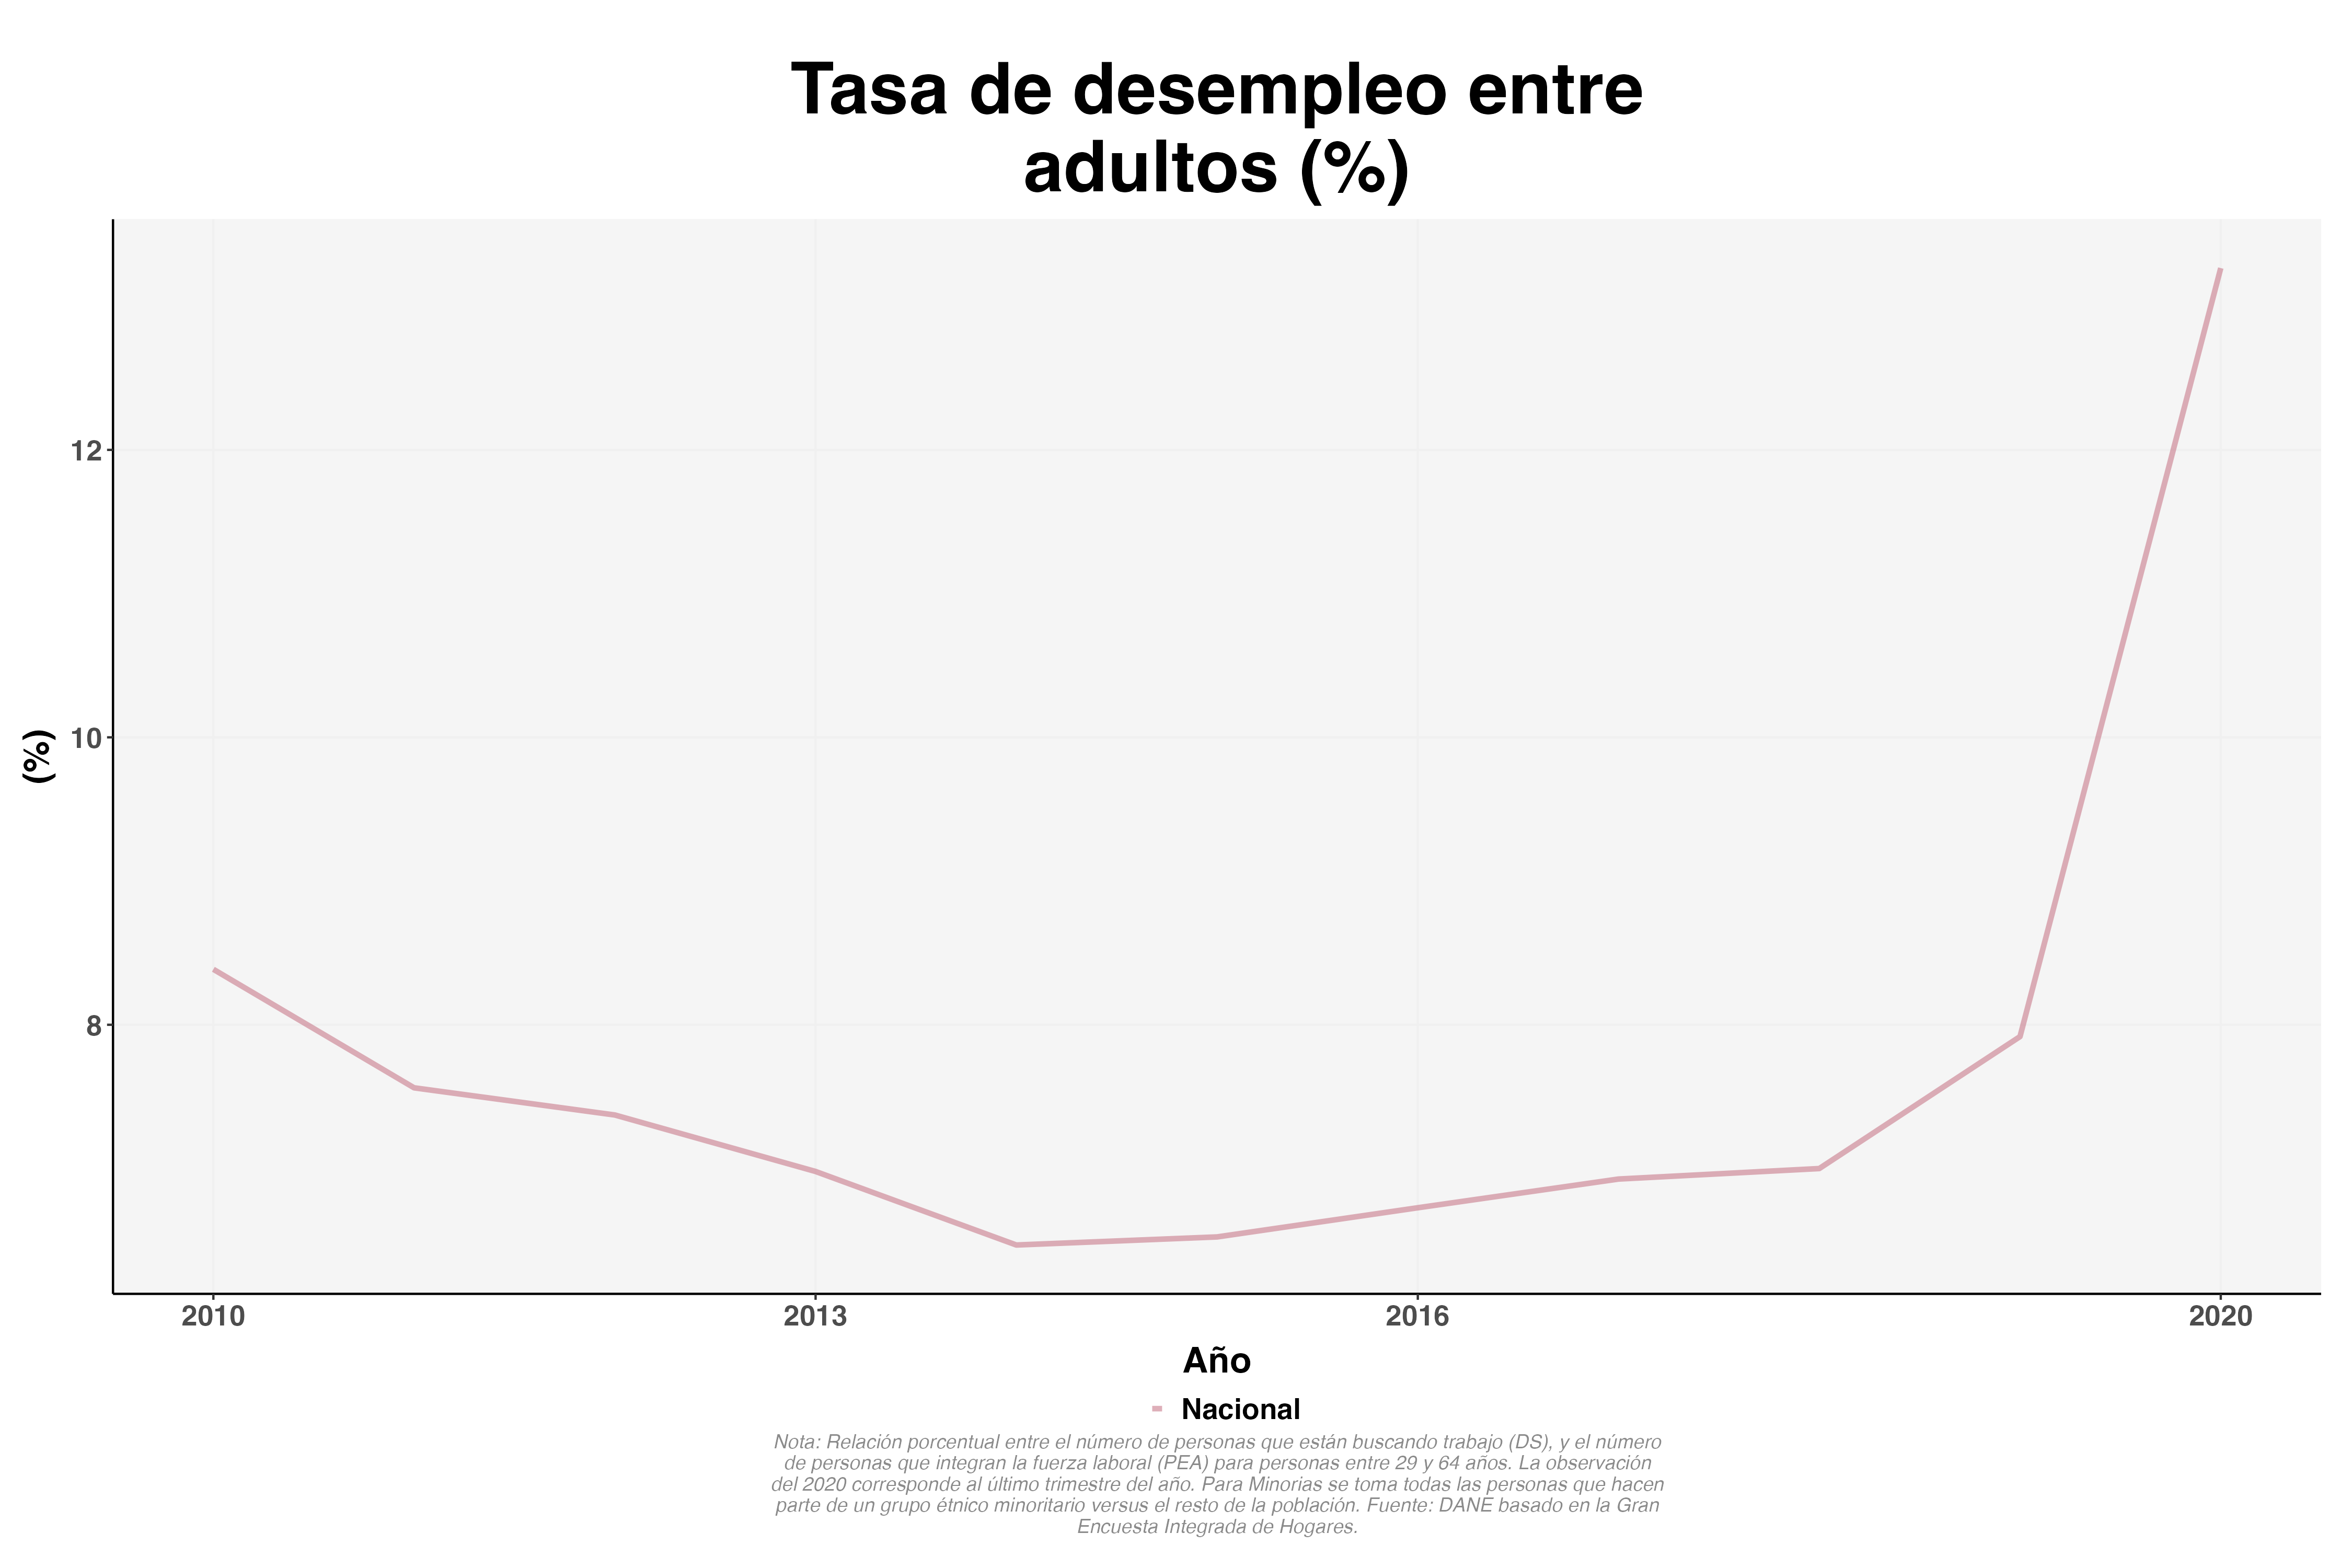 Tasa de desempleo entre
adultos (%)
(%)
12
10
8
2010
2013
2016
2020
Año
Nacional
Nota: Relación porcentual entre el número de personas que están buscando trabajo (DS), y el número
de personas que integran la fuerza laboral (PEA) para personas entre 29 y 64 años. La observación
del 2020 corresponde al último trimestre del año. Para Minorias se toma todas las personas que hacen
parte de un grupo étnico minoritario versus el resto de la población. Fuente: DANE basado en la Gran
Encuesta Integrada de Hogares.